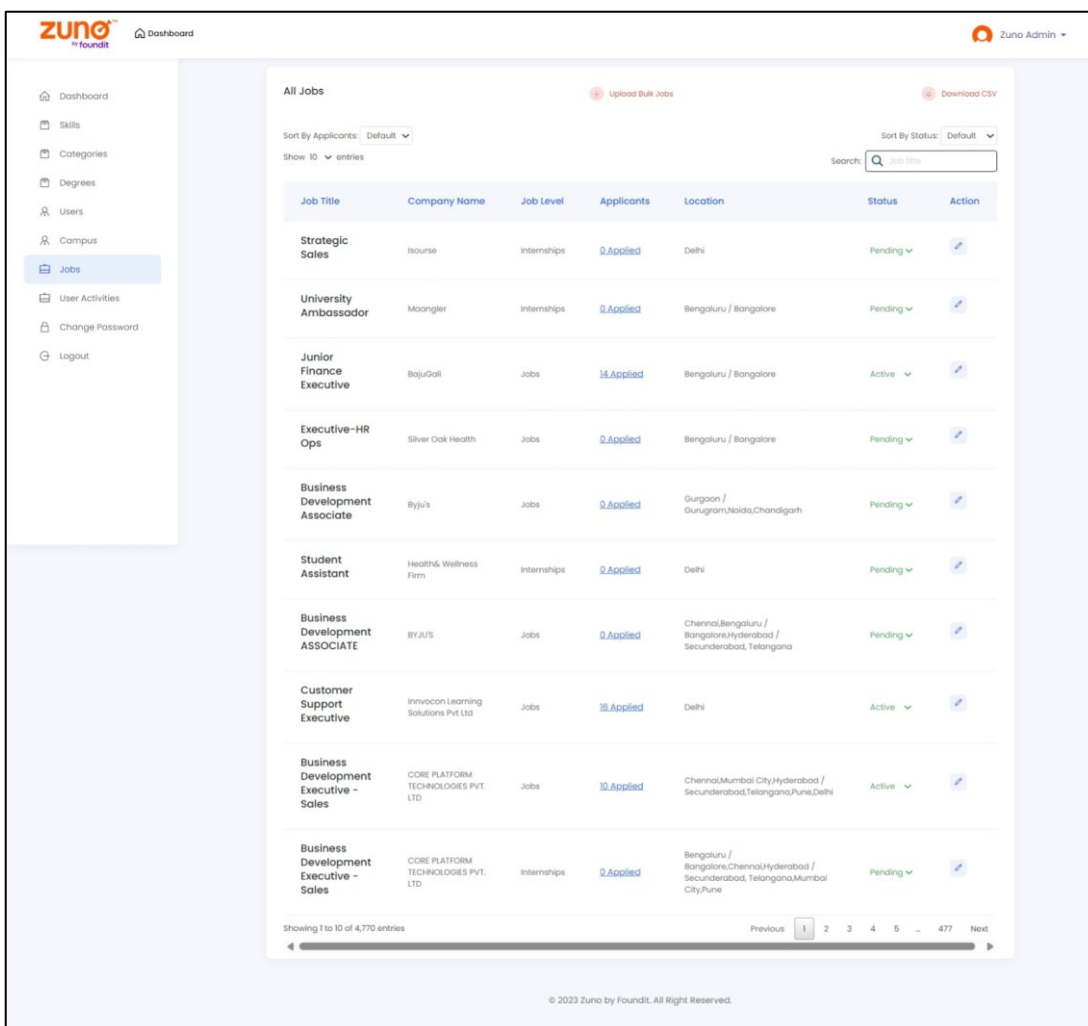 zuno™
by foundit
Dashboard
Zuno Admin
Dashboard
Skills
Categories
Degrees
Users
Campus
Jobs
User Activities
Change Password
Logout
All Jobs
Upload Bulk Jobs
Download CSV
Sort By Applicants: Default
Sort By Status: Default
Show 10 entries
Search: Job title
Job Title Company Name Job Level Applicants Location Status Action
Strategic
Sales
Isourse
Internships
0 Applied
Delhi
Pending
University
Ambassador
Maangler
Internships
0 Applied
Bengaluru / Bangalore
Pending
Junior
Finance
Executive
BajuGali
Jobs
14 Applied
Bengaluru / Bangalore
Active
Executive-HR
Ops
Silver Oak Health
Jobs
0 Applied
Bengaluru / Bangalore
Pending
Business
Development
Associate
Byju's
Jobs
0 Applied
Gurgaon /
Gurugram,Noida,Chandigarh
Pending
Student
Assistant
Health& Wellness
Firm
Internships
0 Applied
Delhi
Pending
Business
Development
ASSOCIATE
BYJU'S
Jobs
0 Applied
Chennai,Bengaluru /
Bangalore,Hyderabad /
Secunderabad, Telangana
Pending
Customer
Support
Executive
Innvocon Learning
Solutions Pvt Ltd
Jobs
16 Applied
Delhi
Active
Business
Development
Executive -
Sales
CORE PLATFORM
TECHNOLOGIES PVT.
LTD
Jobs
10 Applied
Chennai,Mumbai City,Hyderabad /
Secunderabad,Telangana,Pune,Delhi
Active
Business
Development
Executive -
Sales
CORE PLATFORM
TECHNOLOGIES PVT.
LTD
Internships
0 Applied
Bengaluru /
Bangalore,Chennai,Hyderabad /
Secunderabad, Telangana,Mumbai
City,Pune
Pending
Showing 1 to 10 of 4,770 entries
Previous 1 2 3 4 5 … 477 Next
© 2023 Zuno by Foundit. All Right Reserved.